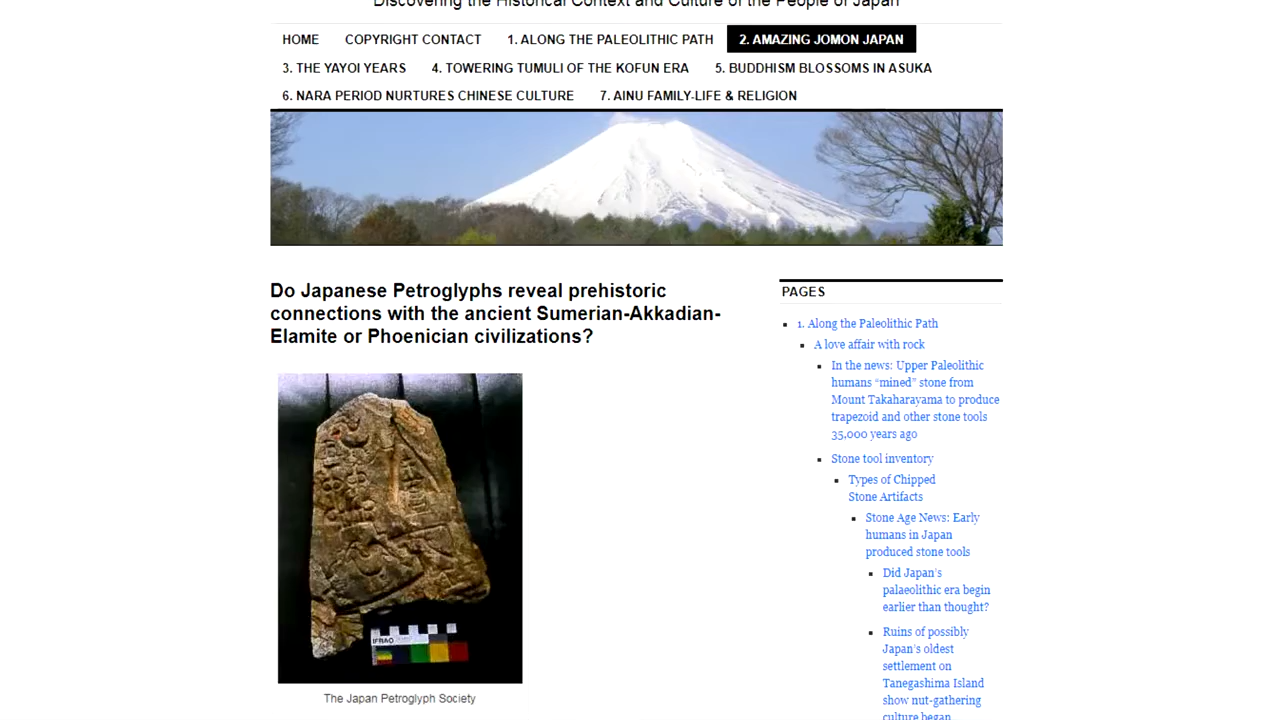 Discovering the Historical Context and Culture of the People of Japan
HOME COPYRIGHT CONTACT 1. ALONG THE PALEOLITHIC PATH 2. AMAZING JOMON JAPAN
3. THE YAYOI YEARS 4. TOWERING TUMULI OF THE KOFUN ERA 5. BUDDHISM BLOSSOMS IN ASUKA
6. NARA PERIOD NURTURES CHINESE CULTURE 7. AINU FAMILY-LIFE & RELIGION
Do Japanese Petroglyphs reveal prehistoric
connections with the ancient Sumerian-Akkadian-
Elamite or Phoenician civilizations?
IFRAO
The Japan Petroglyph Society
PAGES
1. Along the Paleolithic Path
A love affair with rock
In the news: Upper Paleolithic
humans “mined” stone from
Mount Takaharayama to produce
trapezoid and other stone tools
35,000 years ago
Stone tool inventory
Types of Chipped
Stone Artifacts
Stone Age News: Early
humans in Japan
produced stone tools
Did Japan’s
palaeolithic era begin
earlier than thought?
Ruins of possibly
Japan’s oldest
settlement on
Tanegashima Island
show nut-gathering
culture began